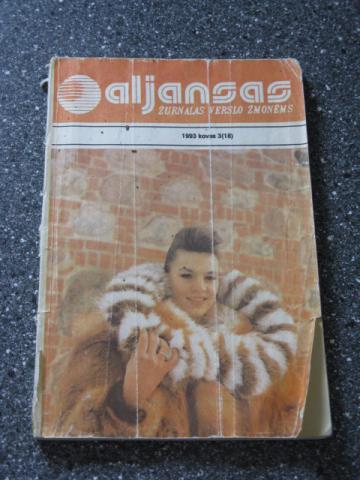 aljansas
ŽURNALAS VERSLO ŽMONĖMS
1993 kovas 3(18)